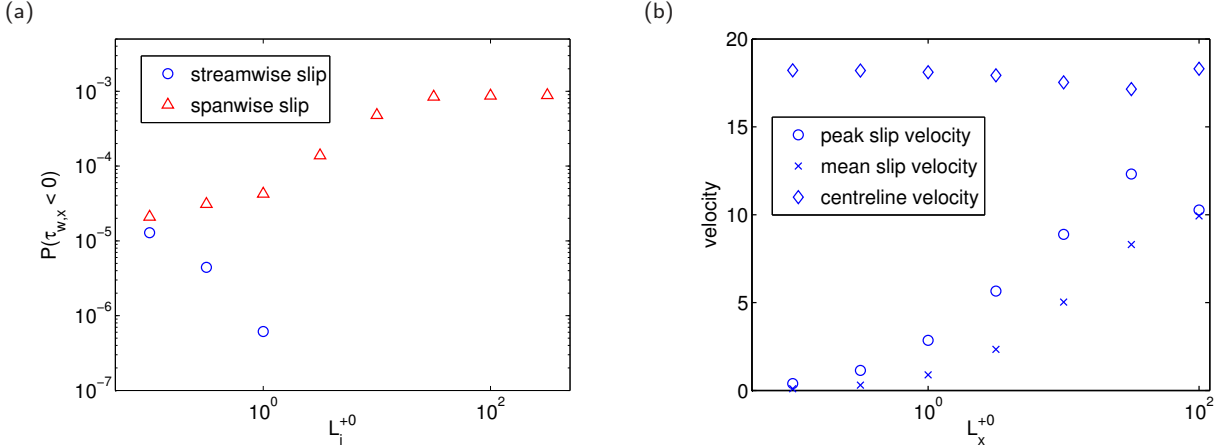 (a)
streamwise slip
spanwise slip
10^−3
10^−4
10^−5
10^−6
10^−7
P(τ_{w,x} < 0)
10^0
10^2
L_i^{+0}
(b)
20
15
10
5
0
velocity
peak slip velocity
mean slip velocity
centreline velocity
10^0
10^2
L_x^{+0}